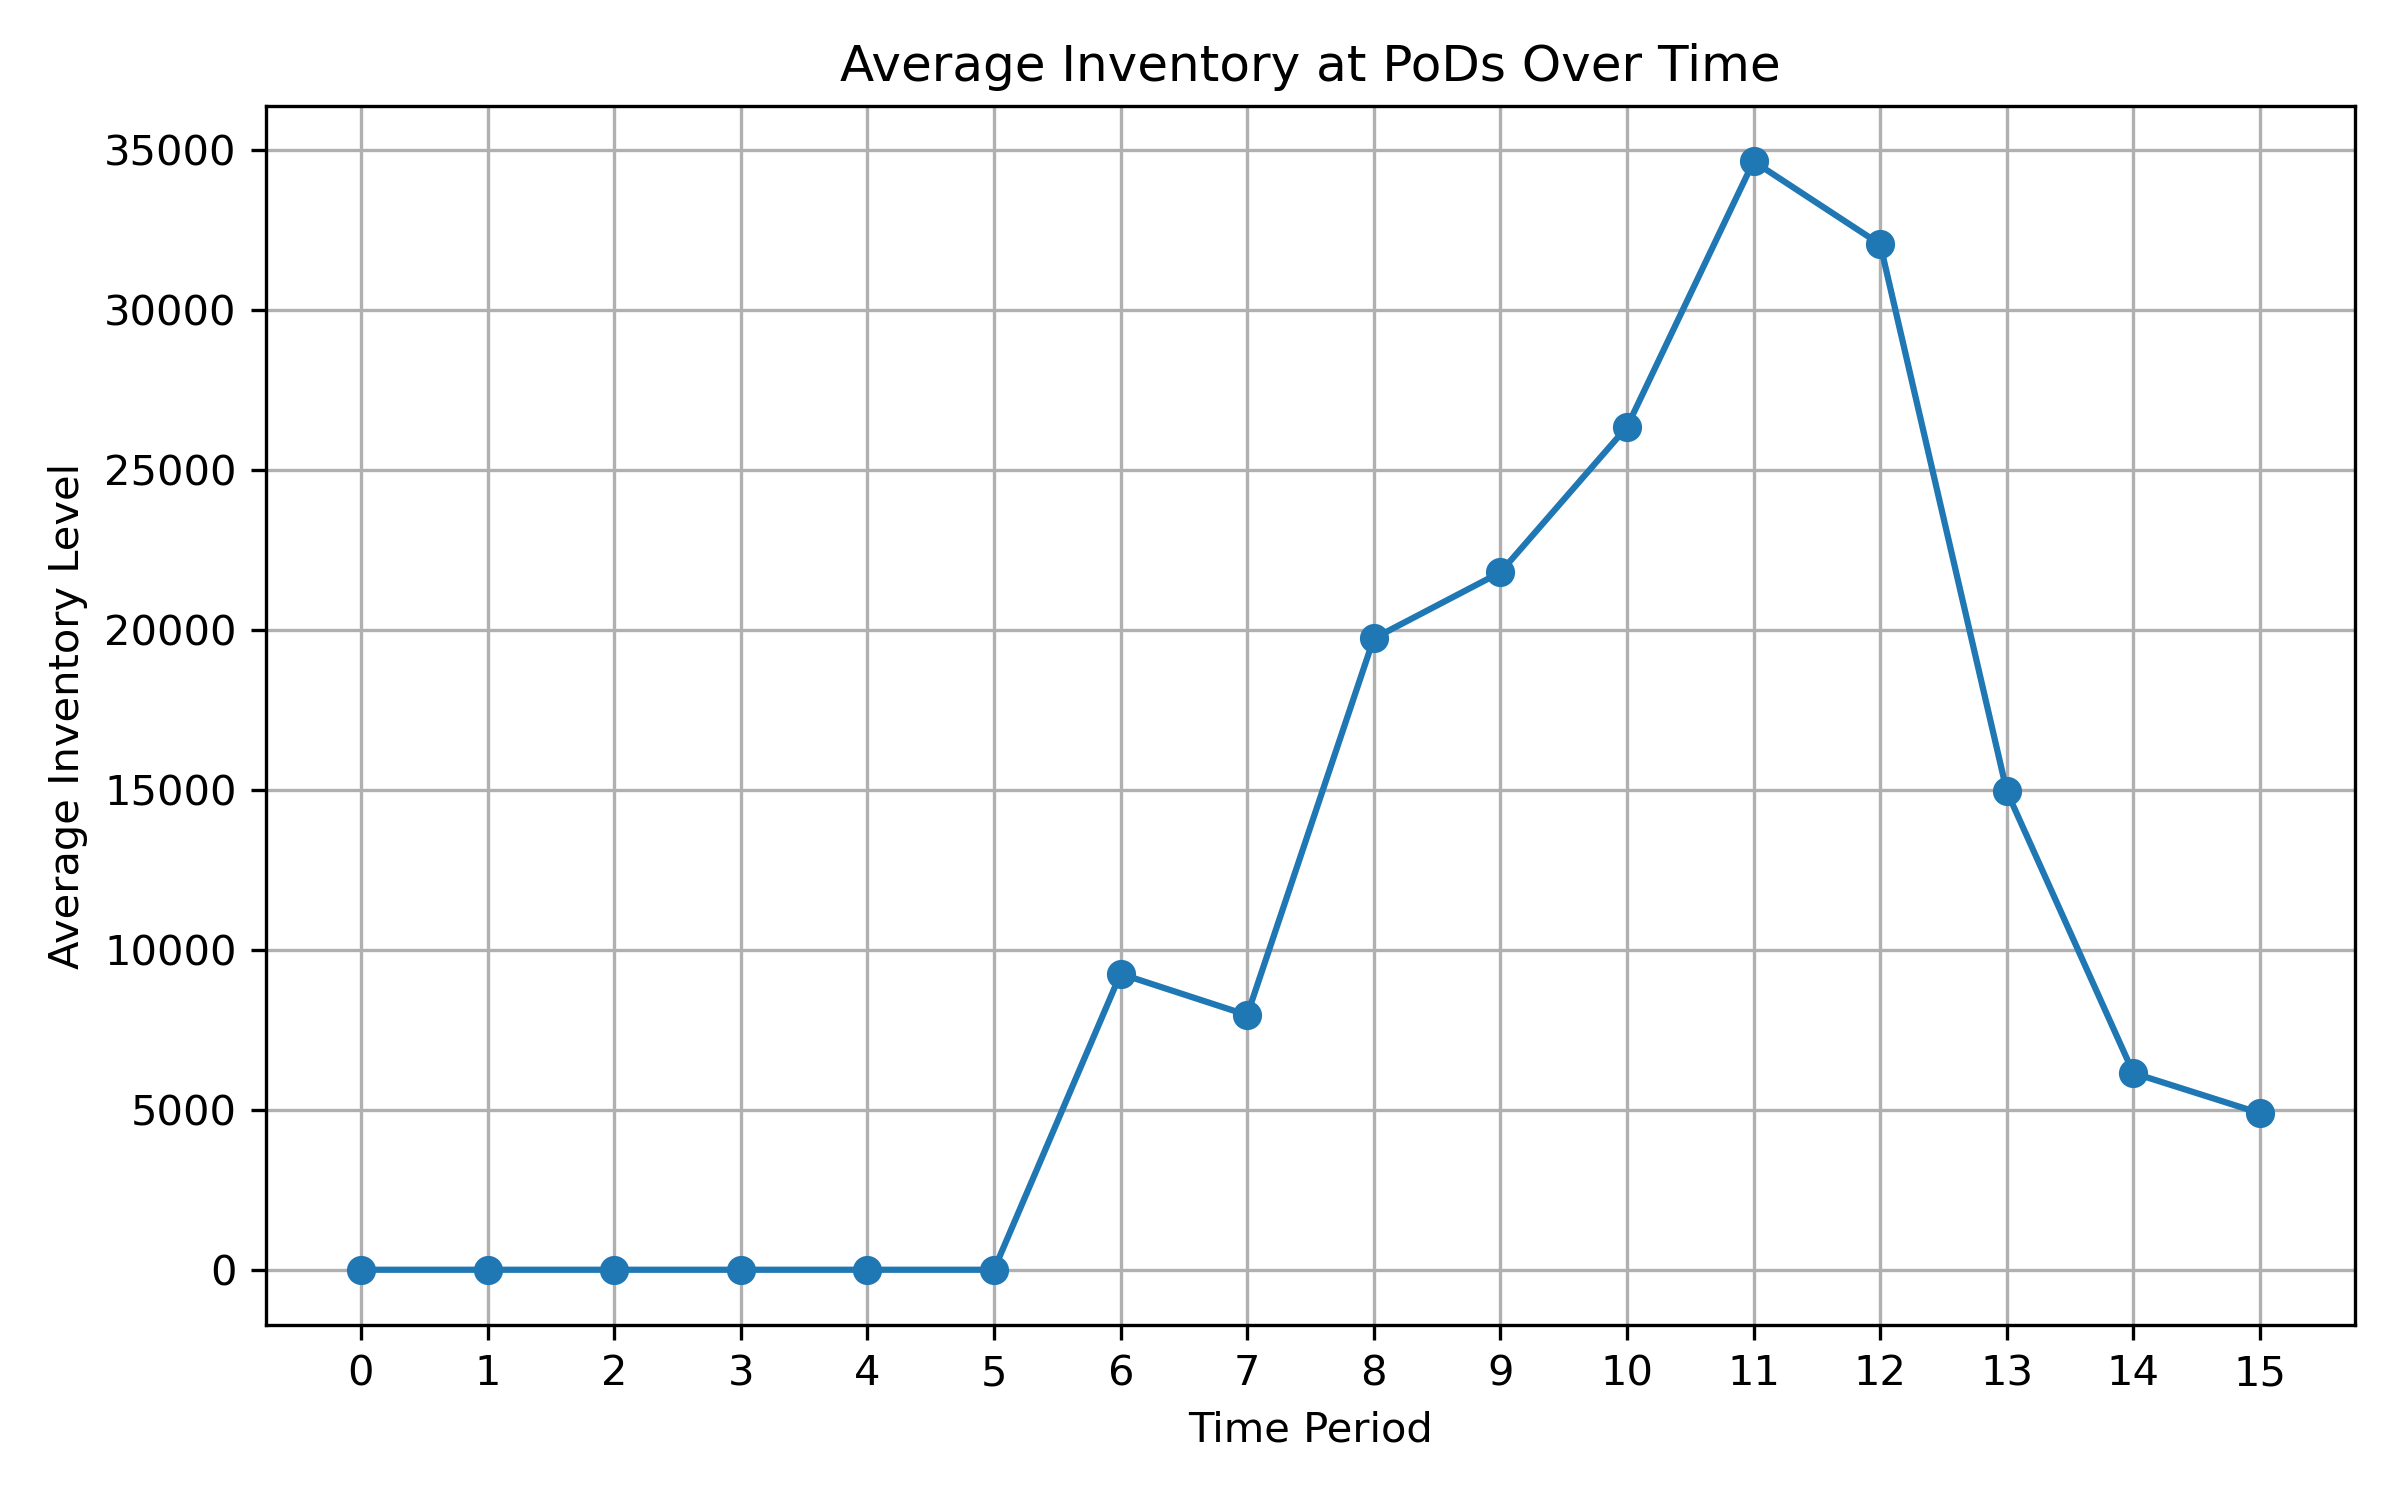 Average Inventory at PoDs Over Time
Average Inventory Level
35000
30000
25000
20000
15000
10000
5000
0
0 1 2 3 4 5 6 7 8 9 10 11 12 13 14 15
Time Period